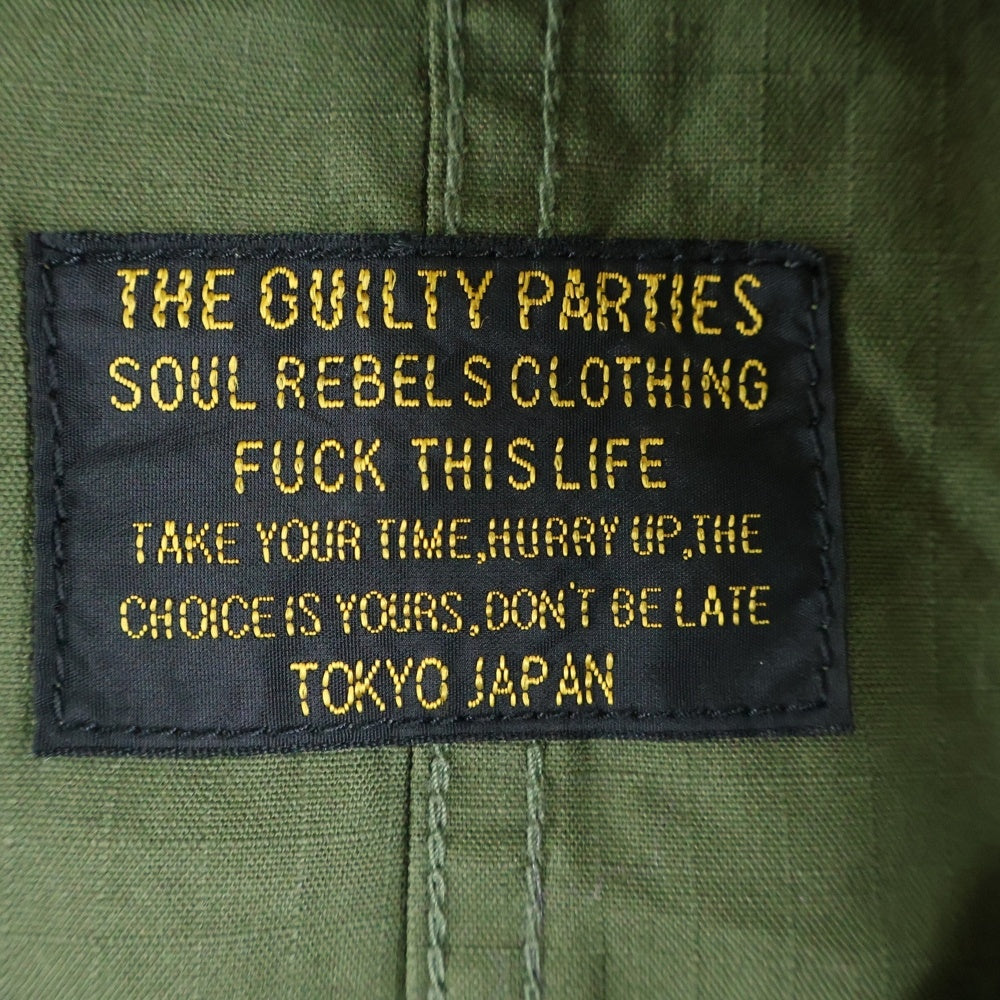 THE GUILTY PARTIES
SOUL REBELS CLOTHING
FUCK THIS LIFE
TAKE YOUR TIME,HURRY UP,THE
CHOICE IS YOURS,DON'T BE LATE
TOKYO JAPAN